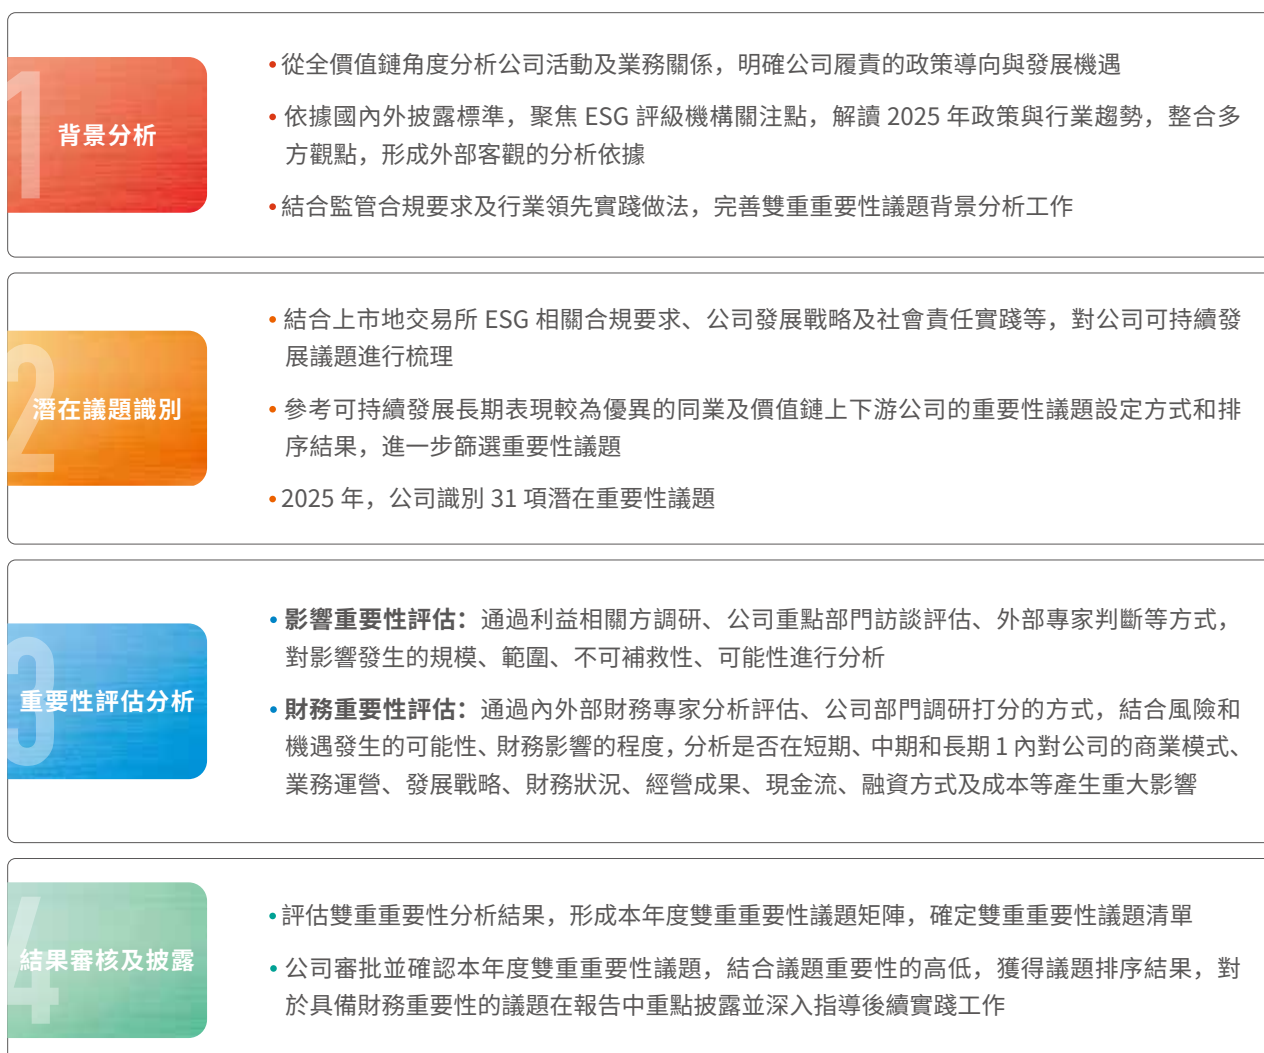 1
背景分析
•從全價值鏈角度分析公司活動及業務關係，明確公司履責的政策導向與發展機遇
• 依據國內外披露標準，聚焦 ESG 評級機構關注點，解讀 2025 年政策與行業趨勢，整合多
方觀點，形成外部客觀的分析依據
•結合監管合規要求及行業領先實踐做法，完善雙重重要性議題背景分析工作
2
潛在議題識別
• 結合上市地交易所 ESG 相關合規要求、公司發展戰略及社會責任實踐等，對公司可持續發
展議題進行梳理
• 參考可持續發展長期表現較為優異的同業及價值鏈上下游公司的重要性議題設定方式和排
序結果，進一步篩選重要性議題
•2025 年，公司識別 31 項潛在重要性議題
3
重要性評估分析
• 影響重要性評估：通過利益相關方調研、公司重點部門訪談評估、外部專家判斷等方式，
對影響發生的規模、範圍、不可補救性、可能性進行分析
• 財務重要性評估：通過內外部財務專家分析評估、公司部門調研打分的方式，結合風險和
機遇發生的可能性、財務影響的程度，分析是否在短期、中期和長期 1 內對公司的商業模式、
業務運營、發展戰略、財務狀況、經營成果、現金流、融資方式及成本等產生重大影響
4
結果審核及披露
•評估雙重重要性分析結果，形成本年度雙重重要性議題矩陣，確定雙重重要性議題清單
• 公司審批並確認本年度雙重重要性議題，結合議題重要性的高低，獲得議題排序結果，對
於具備財務重要性的議題在報告中重點披露並深入指導後續實踐工作